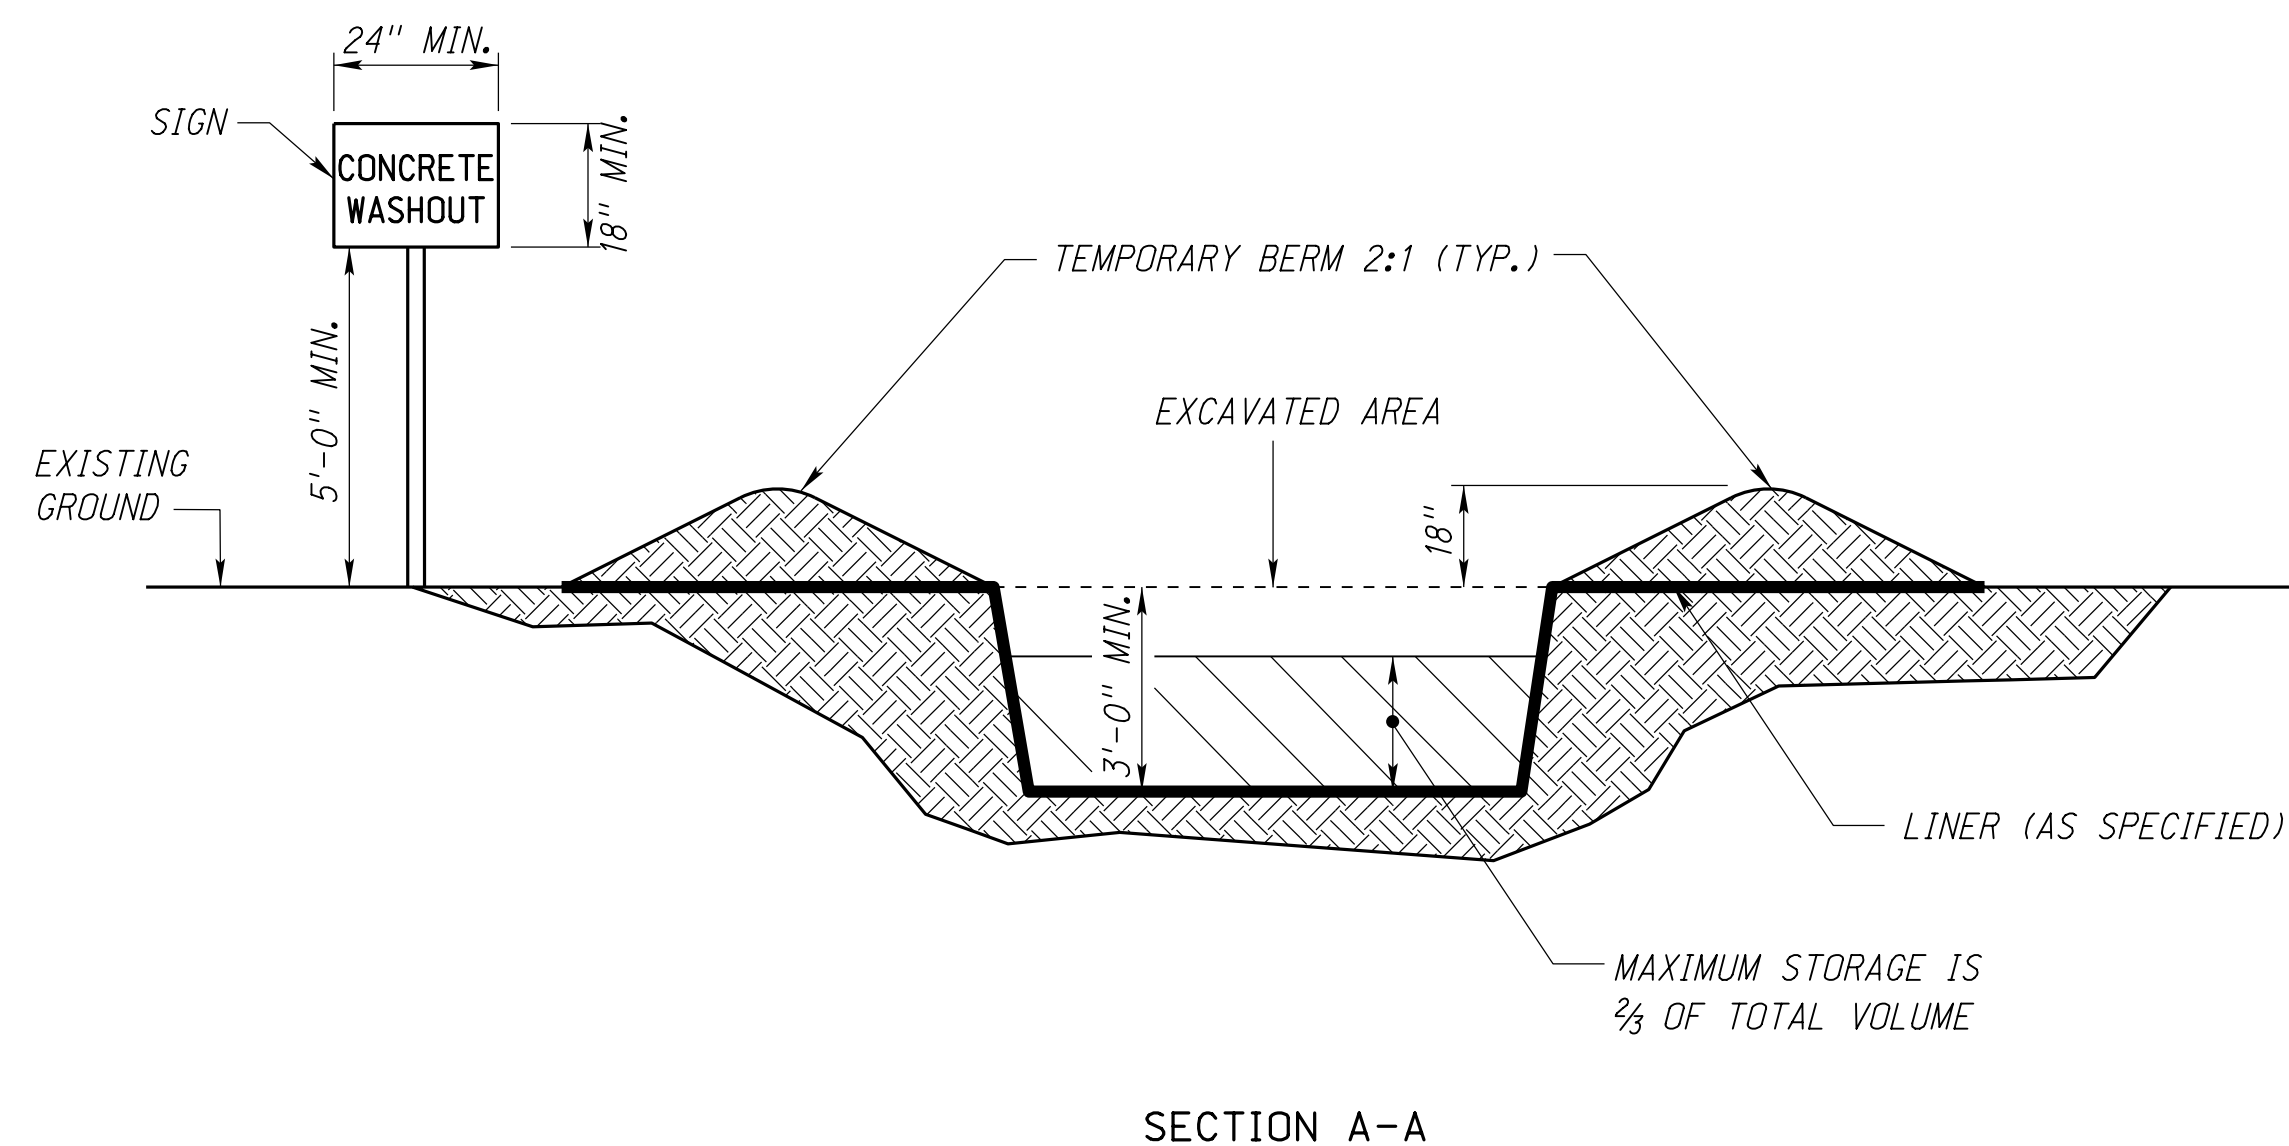 24" MIN.
SIGN
CONCRETE
WASHOUT
18" MIN.
5'-0" MIN.
EXISTING
GROUND
TEMPORARY BERM 2:1 (TYP.)
EXCAVATED AREA
18"
3'-0" MIN.
LINER (AS SPECIFIED)
MAXIMUM STORAGE IS
⅔ OF TOTAL VOLUME
SECTION A-A